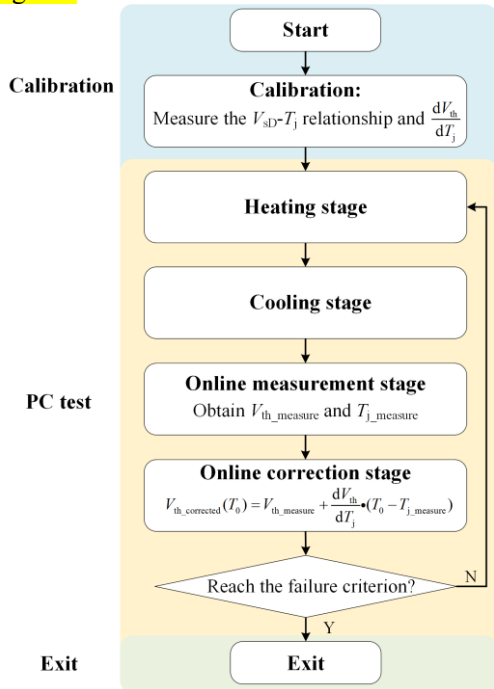 Start
Calibration
Calibration:
Measure the V_SD-T_j relationship and dV_th/dT_j
Heating stage
Cooling stage
Online measurement stage
PC test
Obtain V_th_measure and T_j_measure
Online correction stage
V_th_corrected(T_0) = V_th_measure + dV_th/dT_j•(T_0 − T_j_measure)
Reach the failure criterion?
N
Y
Exit
Exit